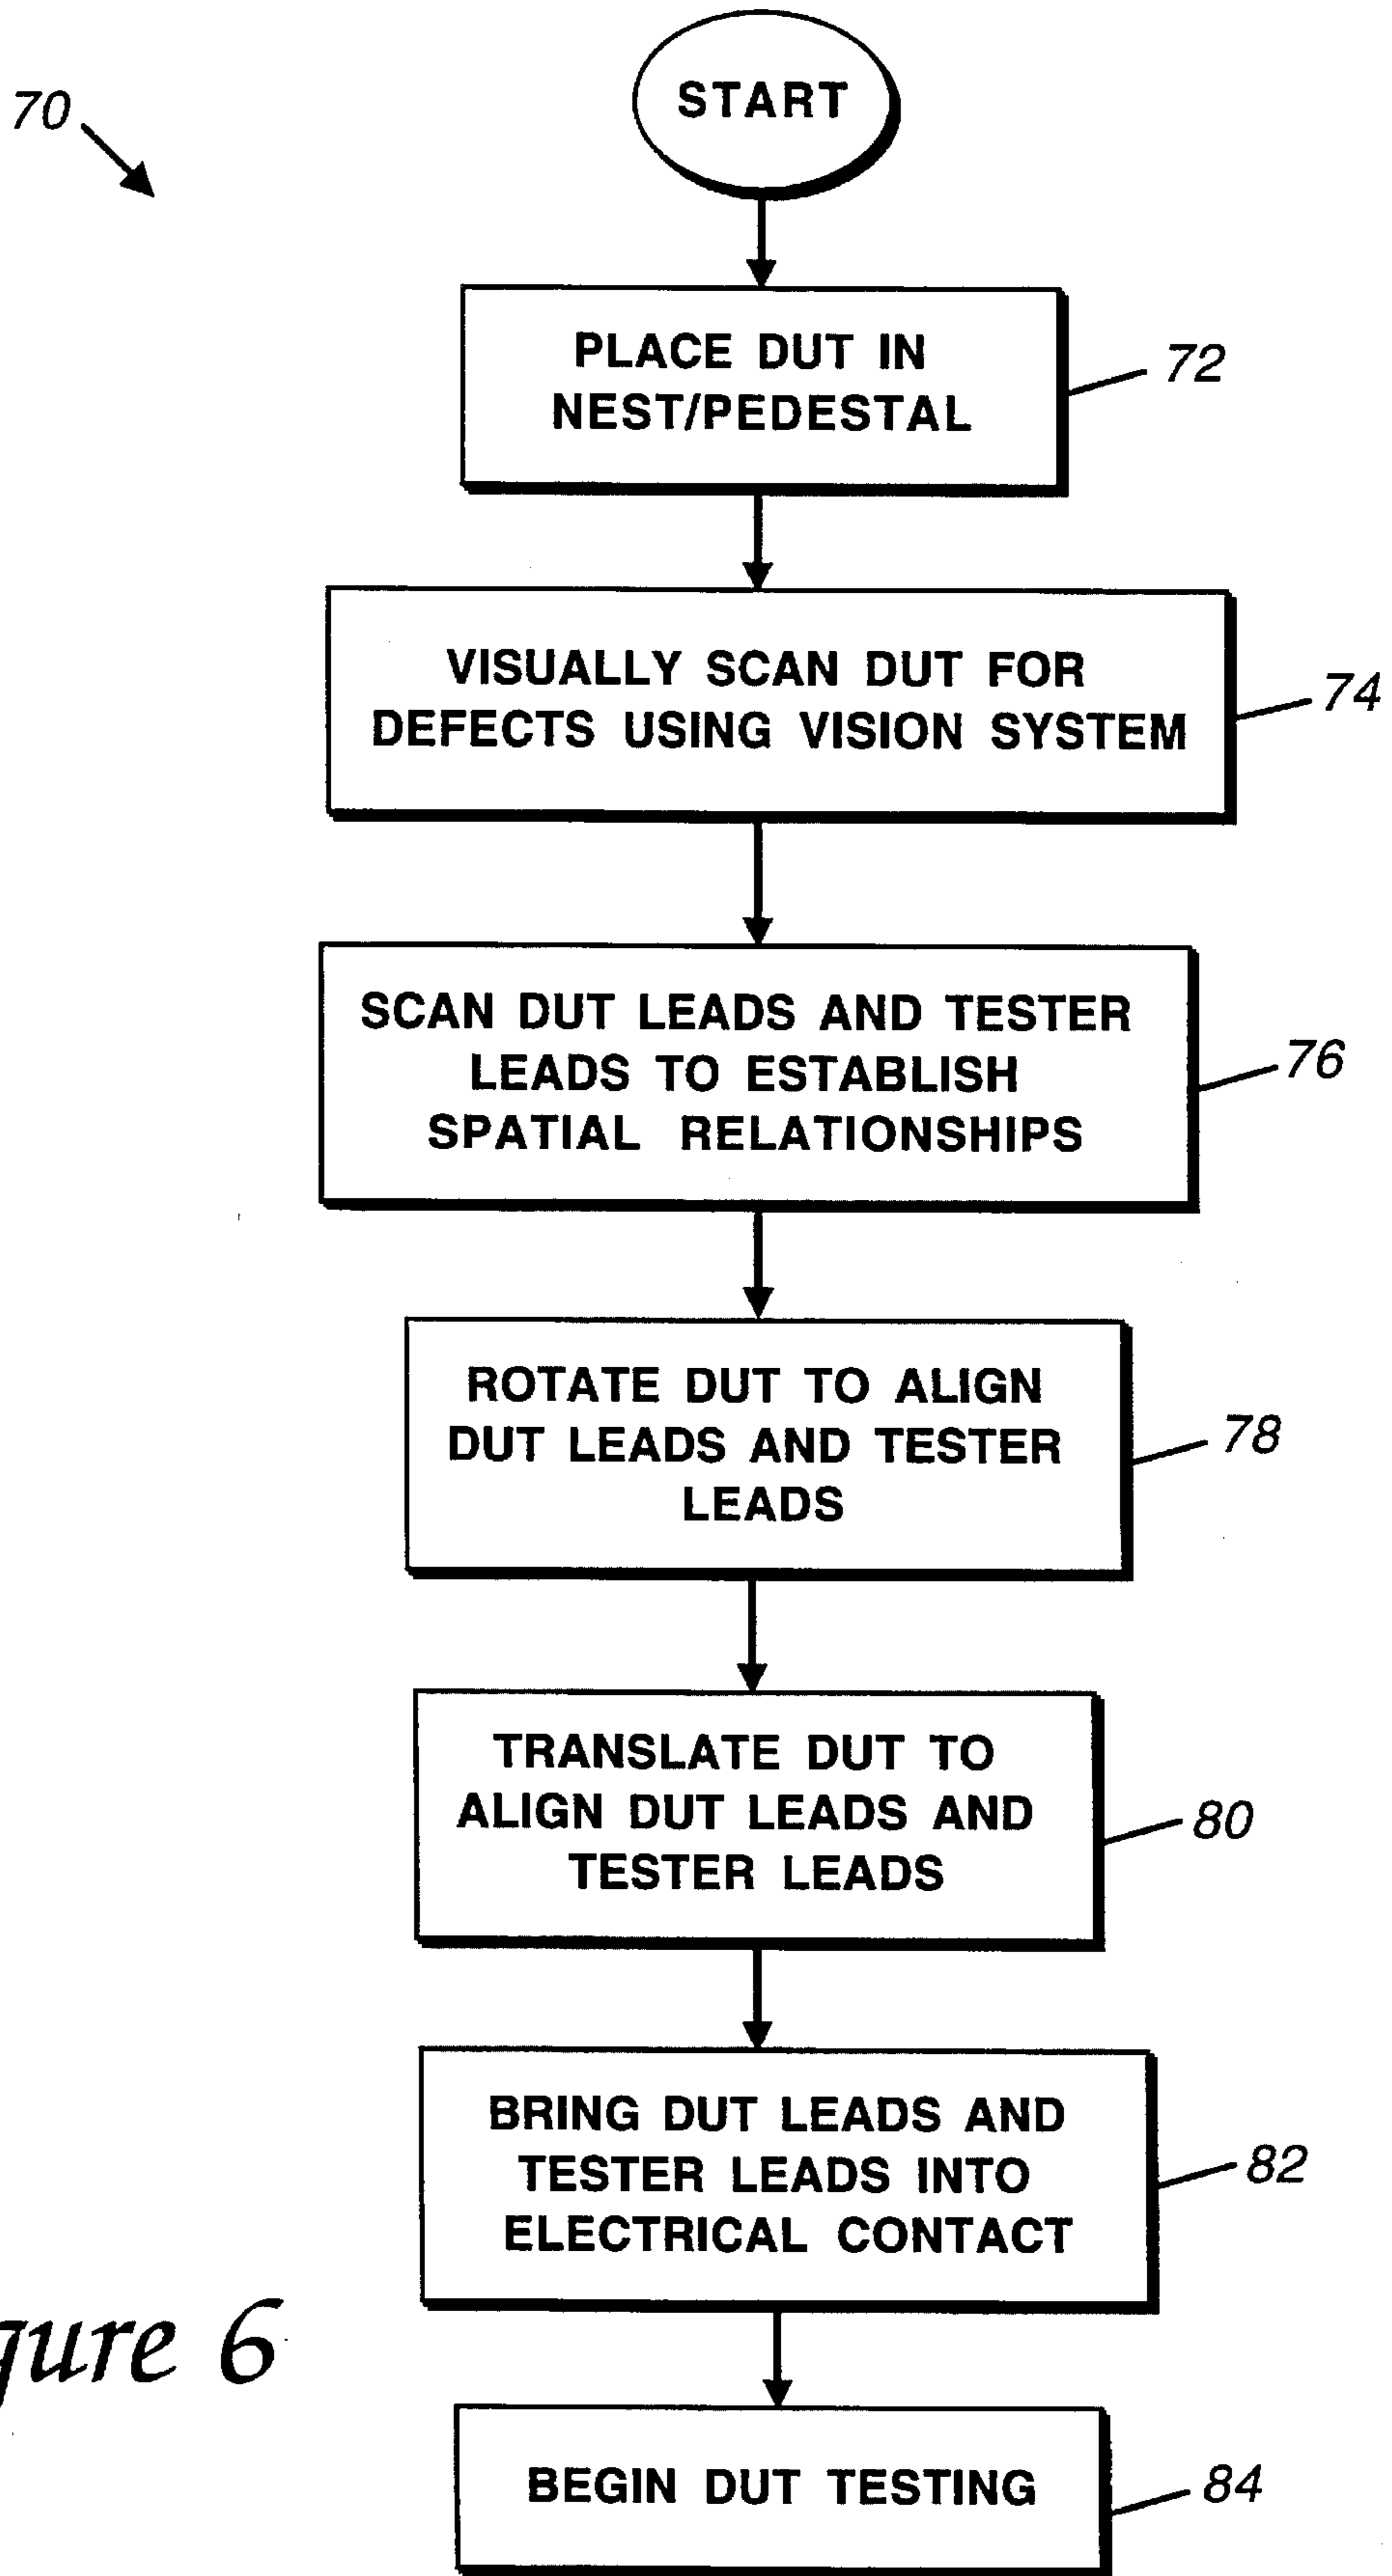 70
START
PLACE DUT IN
NEST/PEDESTAL
72
VISUALLY SCAN DUT FOR
DEFECTS USING VISION SYSTEM
74
SCAN DUT LEADS AND TESTER
LEADS TO ESTABLISH
SPATIAL RELATIONSHIPS
76
ROTATE DUT TO ALIGN
DUT LEADS AND TESTER
LEADS
78
TRANSLATE DUT TO
ALIGN DUT LEADS AND
TESTER LEADS
80
BRING DUT LEADS AND
TESTER LEADS INTO
ELECTRICAL CONTACT
82
gure 6
BEGIN DUT TESTING
84